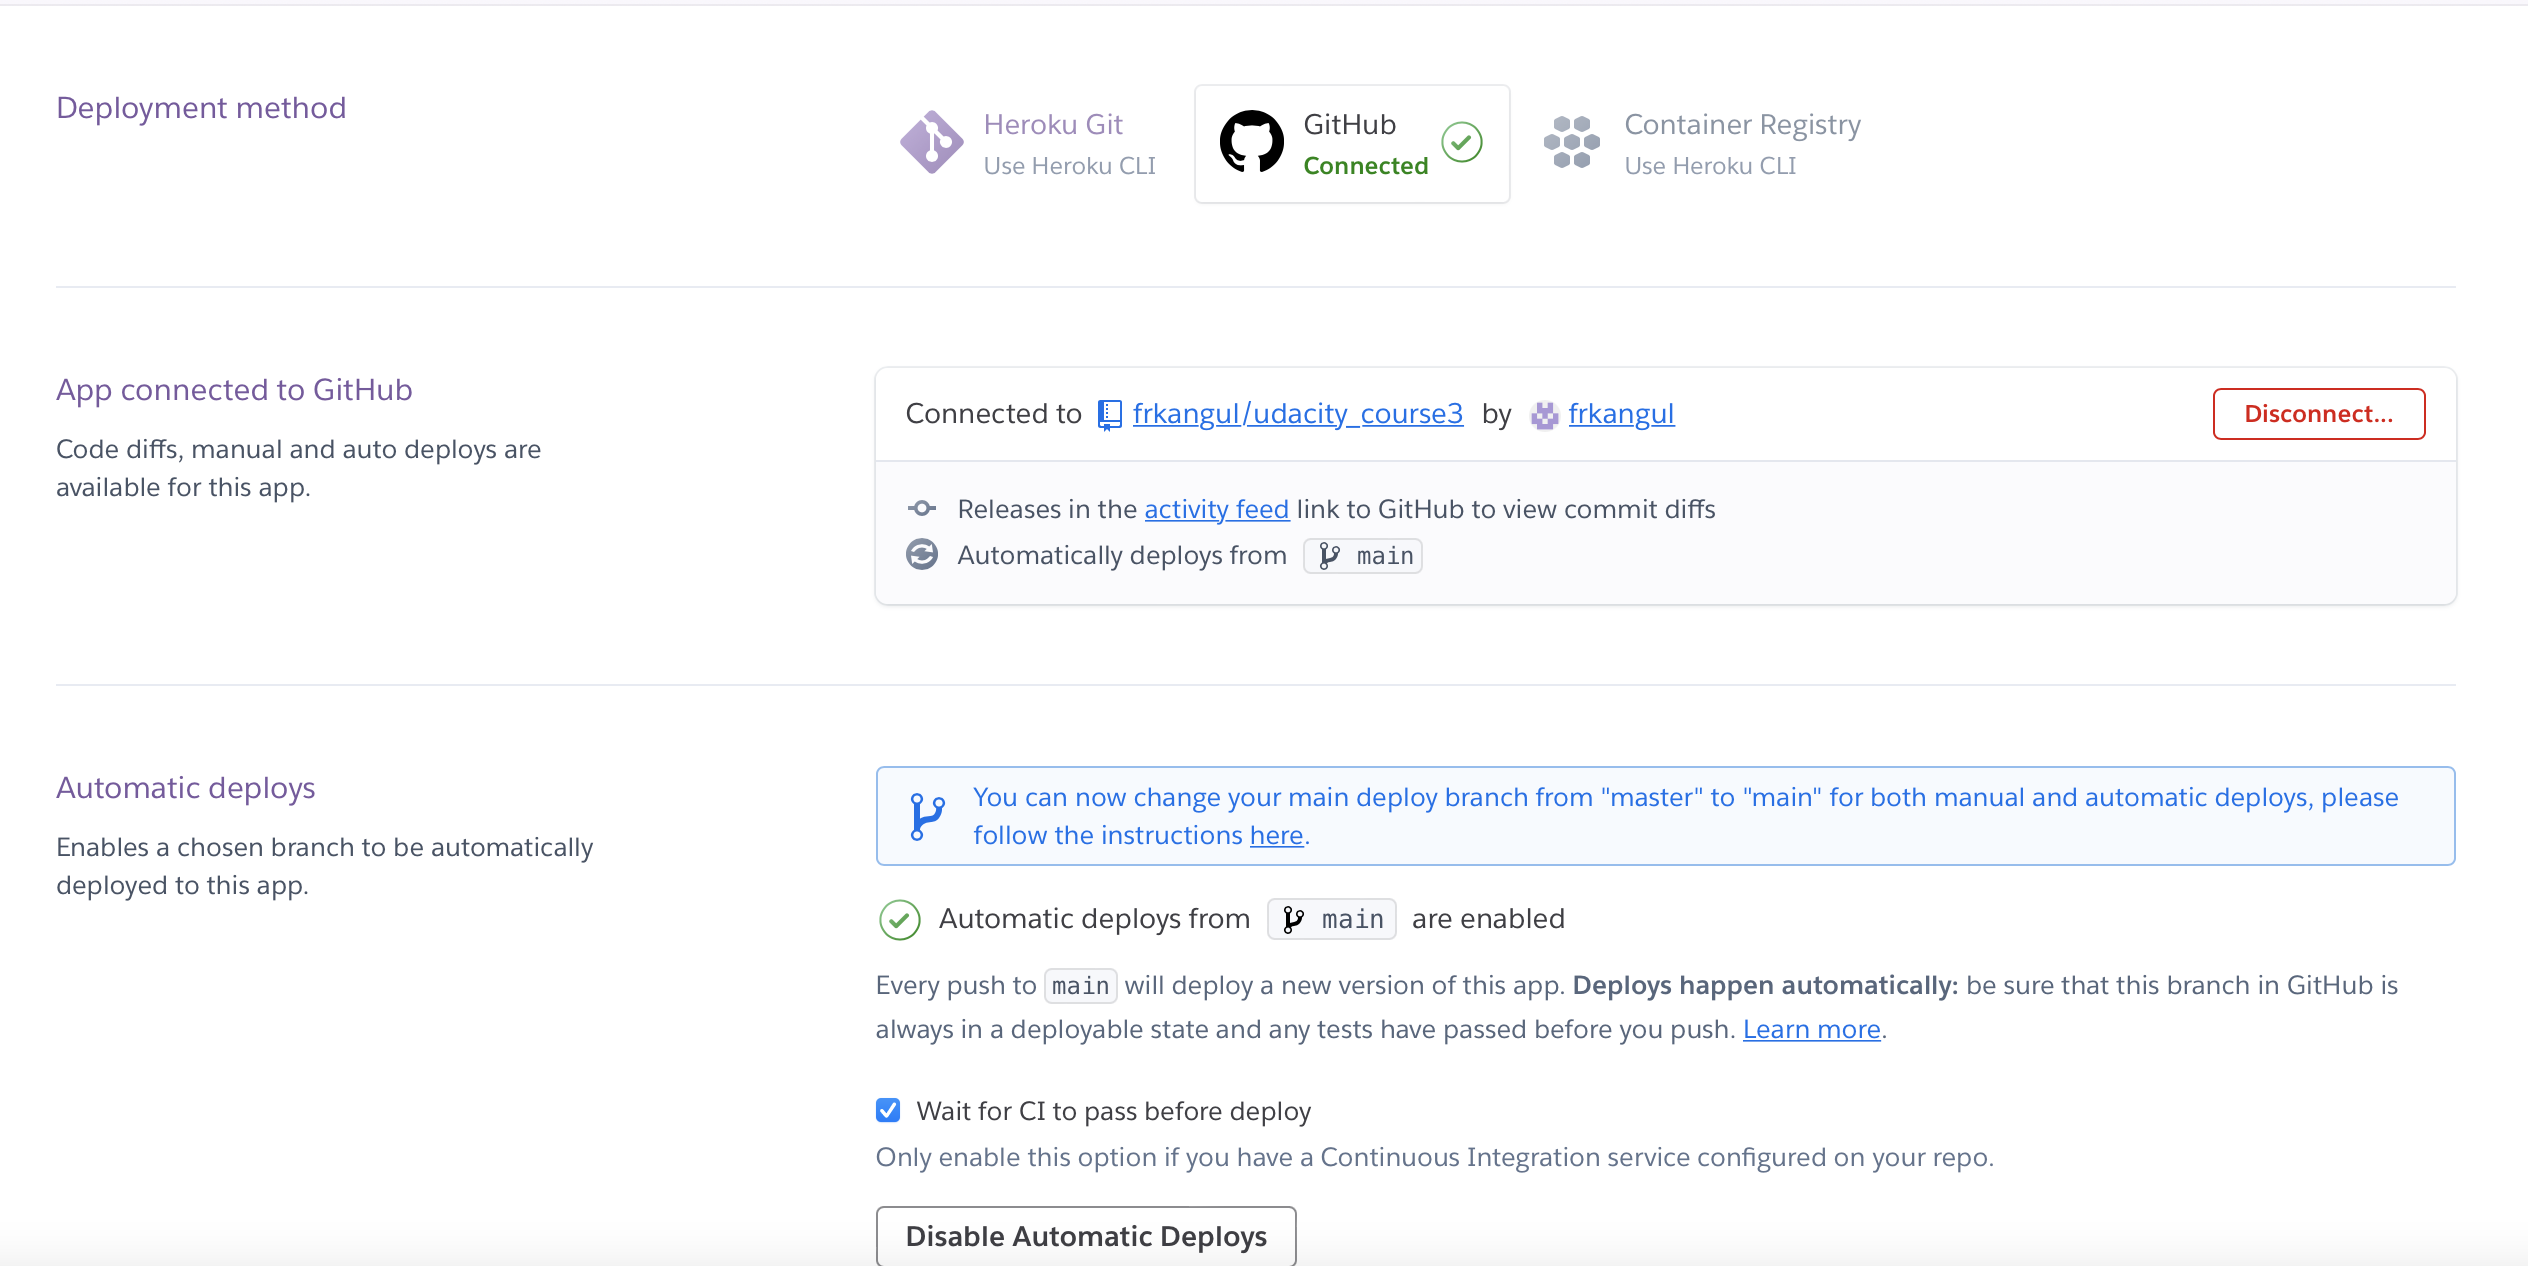 Deployment method
Heroku Git
Use Heroku CLI
GitHub
Connected
Container Registry
Use Heroku CLI
App connected to GitHub
Code diffs, manual and auto deploys are
available for this app.
Connected to frkangul/udacity_course3 by frkangul
Disconnect...
Releases in the activity feed link to GitHub to view commit diffs
Automatically deploys from main
Automatic deploys
Enables a chosen branch to be automatically
deployed to this app.
You can now change your main deploy branch from "master" to "main" for both manual and automatic deploys, please
follow the instructions here.
Automatic deploys from main are enabled
Every push to main will deploy a new version of this app. Deploys happen automatically: be sure that this branch in GitHub is
always in a deployable state and any tests have passed before you push. Learn more.
Wait for CI to pass before deploy
Only enable this option if you have a Continuous Integration service configured on your repo.
Disable Automatic Deploys